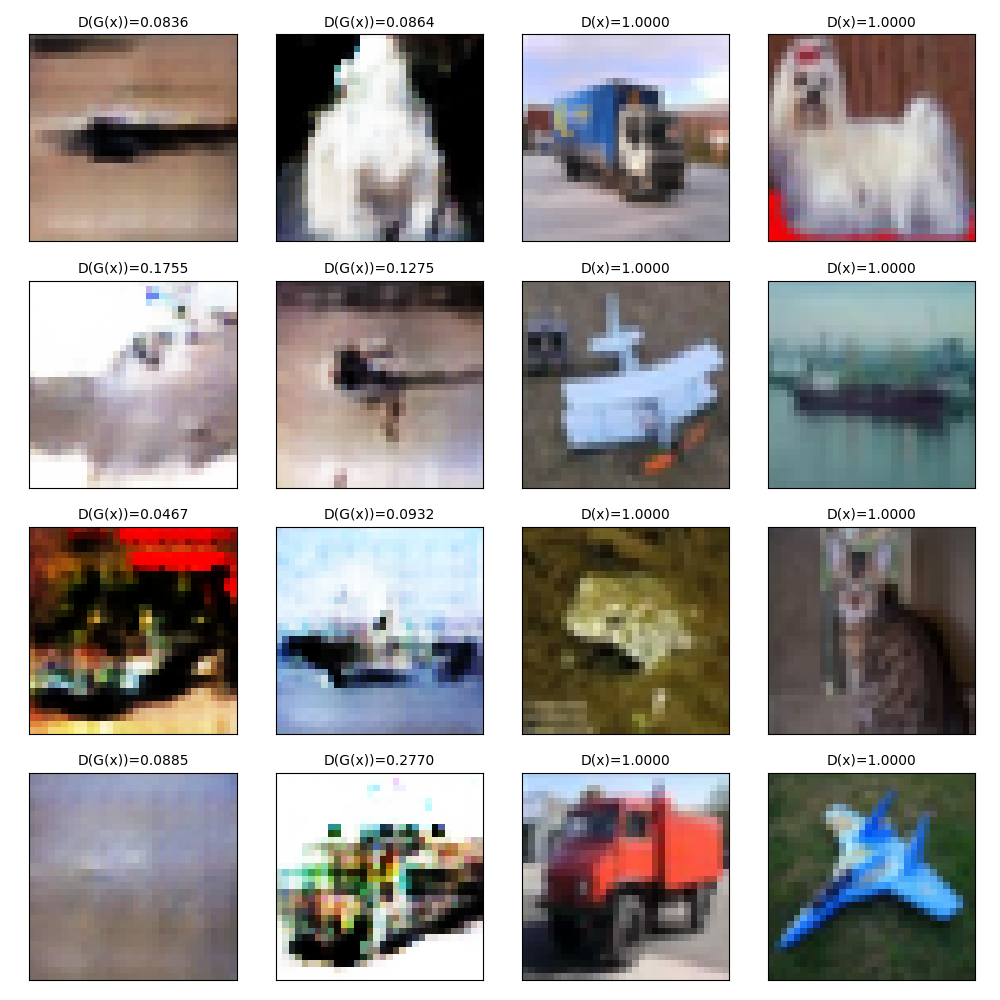 D(G(x))=0.0836 D(G(x))=0.0864 D(x)=1.0000 D(x)=1.0000
D(G(x))=0.1755 D(G(x))=0.1275 D(x)=1.0000 D(x)=1.0000
D(G(x))=0.0467 D(G(x))=0.0932 D(x)=1.0000 D(x)=1.0000
D(G(x))=0.0885 D(G(x))=0.2770 D(x)=1.0000 D(x)=1.0000